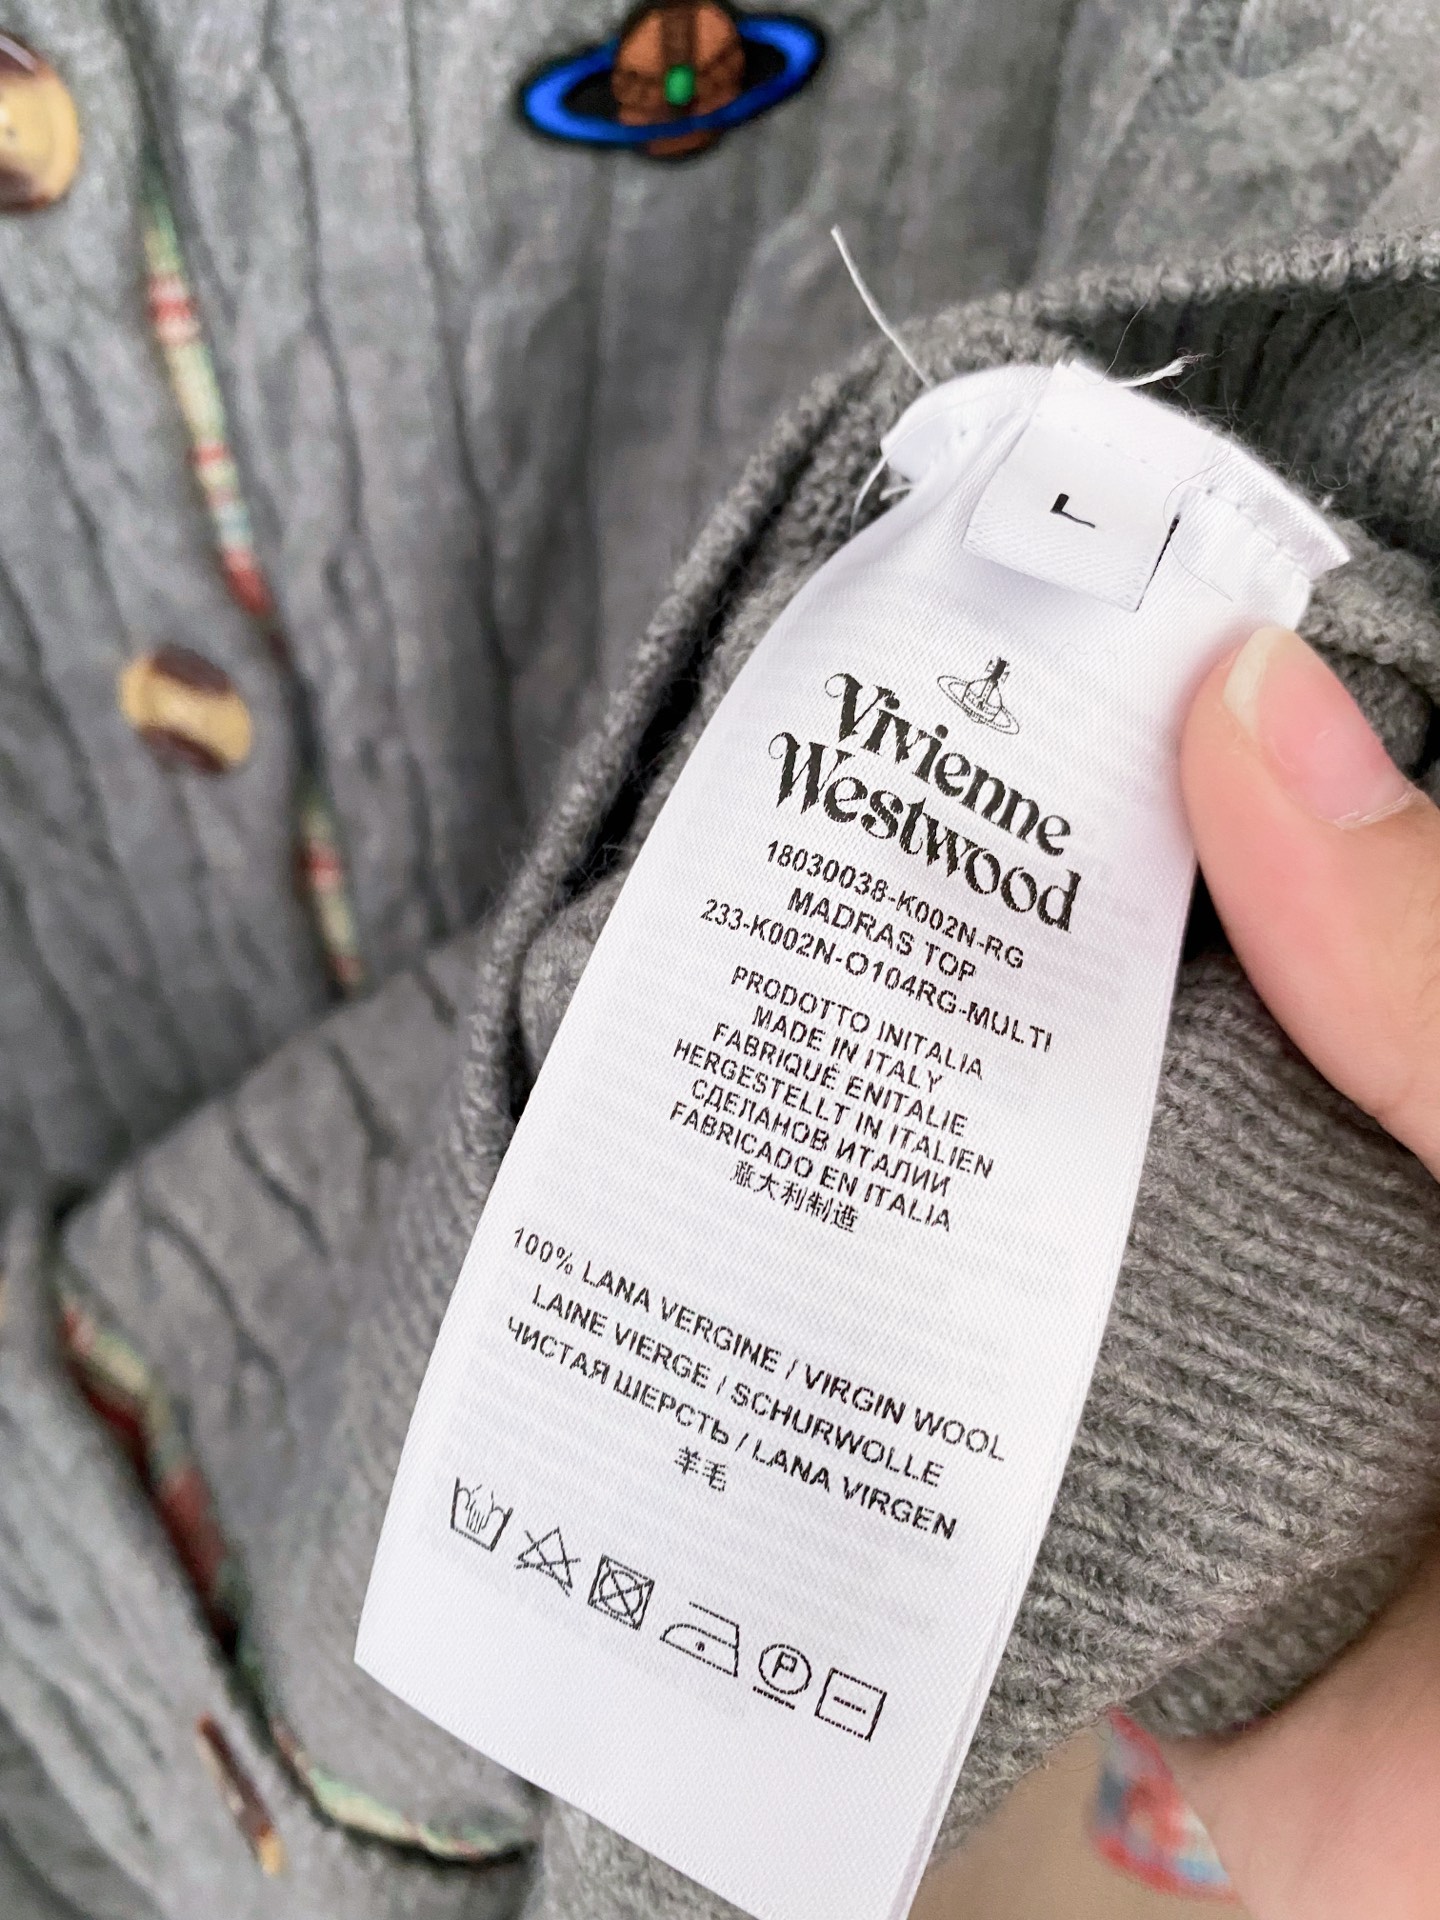 L
Vivienne
Westwood
18030038-K002N-RG
MADRAS TOP
233-K002N-O104RG-MULTI
PRODOTTO INITALIA
MADE IN ITALY
FABRIQUÉ ENITALIE
HERGESTELLT IN ITALIEN
СДЕЛАНОВ ИТАЛИИ
FABRICADO EN ITALIA
意大利制造
100% LANA VERGINE / VIRGIN WOOL
LAINE VIERGE / SCHURWOLLE
ЧИСТАЯ ШЕРСТЬ / LANA VIRGEN
羊毛
P